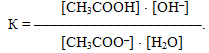 [CH₃COOH] · [OH⁻]
K = ————————————.
[CH₃COO⁻] · [H₂O]